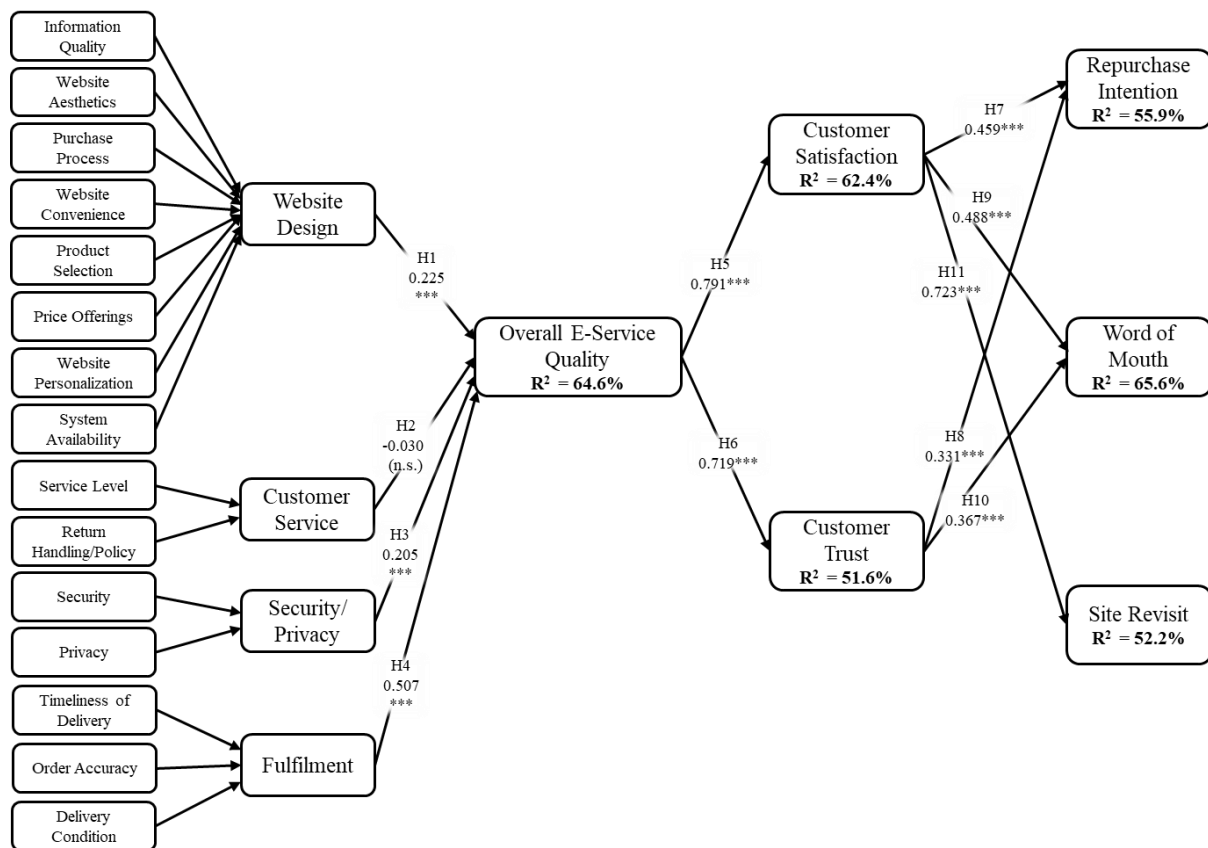 Information
Quality
Website
Aesthetics
Purchase
Process
Website
Convenience
Product
Selection
Price Offerings
Website
Personalization
System
Availability
Service Level
Return
Handling/Policy
Security
Privacy
Timeliness of
Delivery
Order Accuracy
Delivery
Condition
Website
Design
Customer
Service
Security/
Privacy
Fulfilment
H1
0.225
***
H2
-0.030
(n.s.)
H3
0.205
***
H4
0.507
***
Overall E-Service
Quality
R² = 64.6%
H5
0.791***
H6
0.719***
Customer
Satisfaction
R² = 62.4%
Customer
Trust
R² = 51.6%
H7
0.459***
H9
0.488***
H11
0.723***
H8
0.331***
H10
0.367***
Repurchase
Intention
R² = 55.9%
Word of
Mouth
R² = 65.6%
Site Revisit
R² = 52.2%